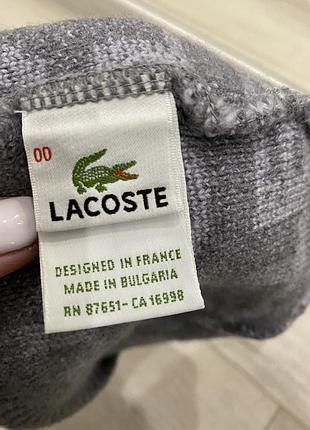 00
LACOSTE
DESIGNED IN FRANCE
MADE IN BULGARIA
RN 87651-CA 16998